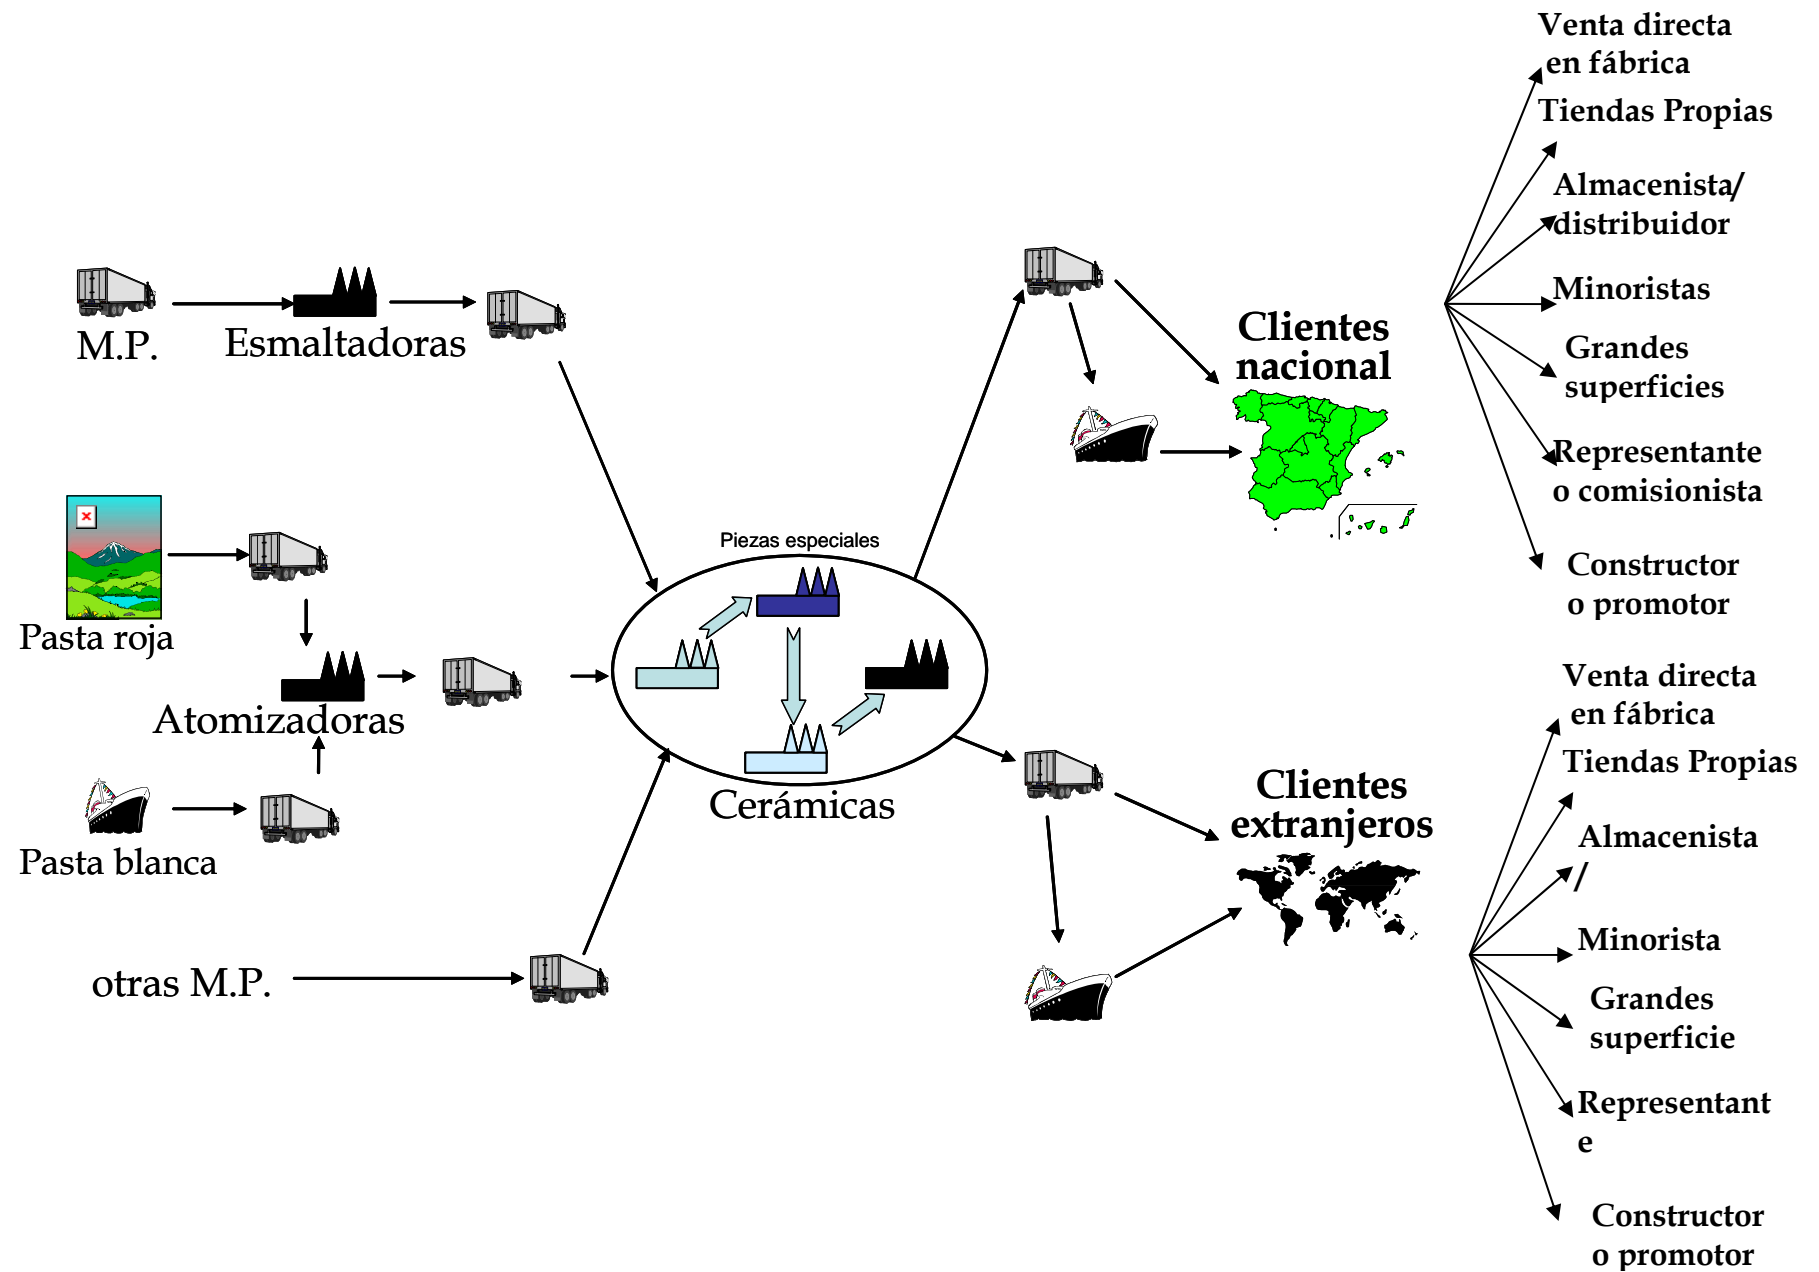 M.P.
Esmaltadoras
Pasta roja
Atomizadoras
Pasta blanca
otras M.P.
Piezas especiales
Cerámicas
Clientes
nacional
Clientes
extranjeros
Venta directa
en fábrica
Tiendas Propias
Almacenista/
distribuidor
Minoristas
Grandes
superficies
Representante
o comisionista
Constructor
o promotor
Venta directa
en fábrica
Tiendas Propias
Almacenista
/
Minorista
Grandes
superficie
Representant
e
Constructor
o promotor